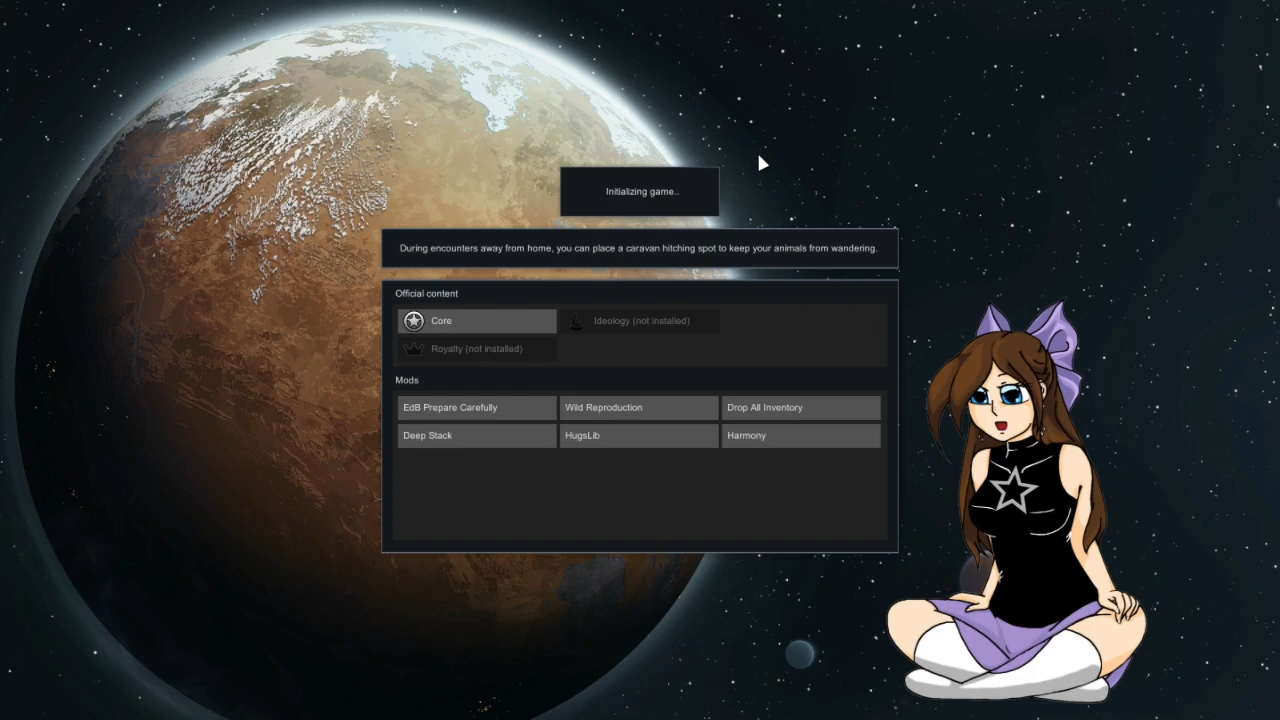 Initializing game..
During encounters away from home, you can place a caravan hitching spot to keep your animals from wandering.
Official content
Core
Ideology (not installed)
Royalty (not installed)
Mods
EdB Prepare Carefully
Wild Reproduction
Drop All Inventory
Deep Stack
HugsLib
Harmony